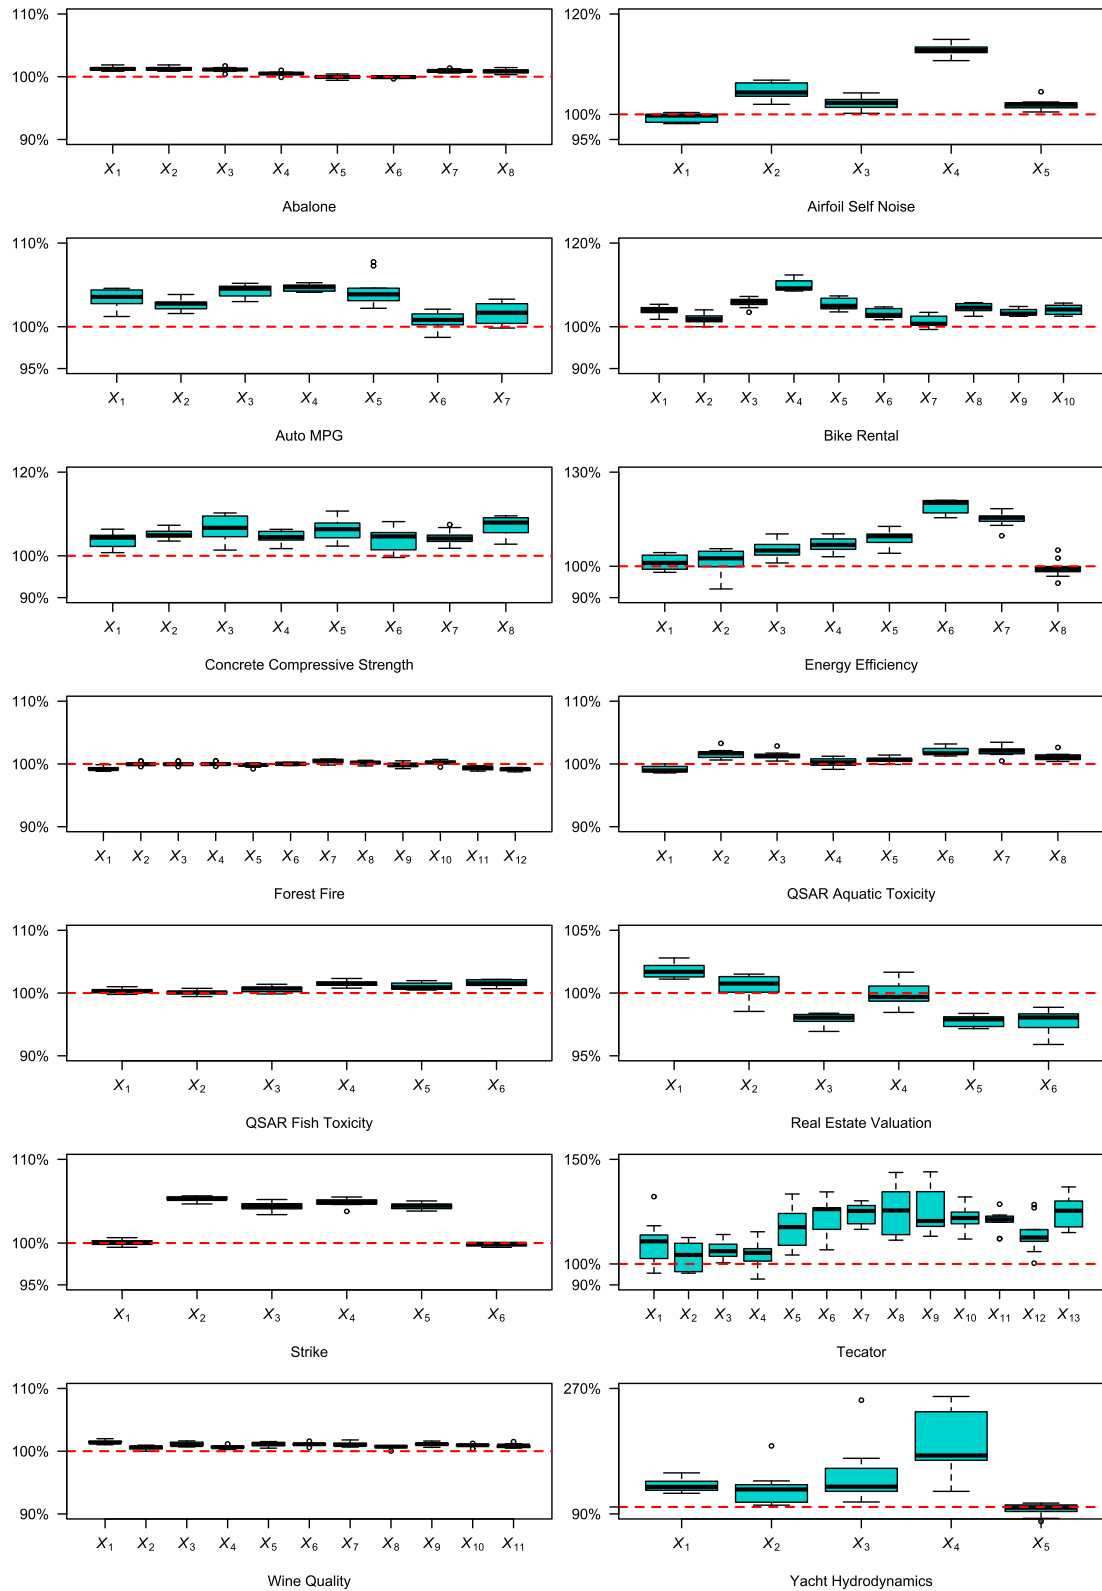 110%
100%
90%
X1 X2 X3 X4 X5 X6 X7 X8
Abalone
120%
100%
95%
X1 X2 X3 X4 X5
Airfoil Self Noise
110%
100%
95%
X1 X2 X3 X4 X5 X6 X7
Auto MPG
120%
100%
90%
X1 X2 X3 X4 X5 X6 X7 X8 X9 X10
Bike Rental
120%
100%
90%
X1 X2 X3 X4 X5 X6 X7 X8
Concrete Compressive Strength
130%
100%
90%
X1 X2 X3 X4 X5 X6 X7 X8
Energy Efficiency
110%
100%
90%
X1 X2 X3 X4 X5 X6 X7 X8 X9 X10 X11 X12
Forest Fire
110%
100%
90%
X1 X2 X3 X4 X5 X6 X7 X8
QSAR Aquatic Toxicity
110%
100%
90%
X1 X2 X3 X4 X5 X6
QSAR Fish Toxicity
105%
100%
95%
X1 X2 X3 X4 X5 X6
Real Estate Valuation
110%
100%
95%
X1 X2 X3 X4 X5 X6
Strike
150%
100%
90%
X1 X2 X3 X4 X5 X6 X7 X8 X9 X10 X11 X12 X13
Tecator
110%
100%
90%
X1 X2 X3 X4 X5 X6 X7 X8 X9 X10 X11
Wine Quality
270%
90%
X1 X2 X3 X4 X5
Yacht Hydrodynamics